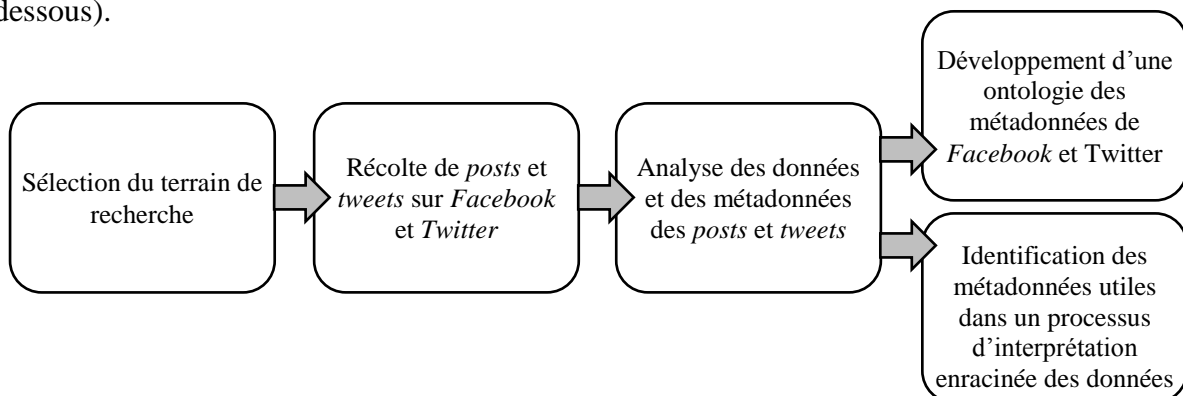 dessous).
Sélection du terrain de
recherche
Récolte de posts et
tweets sur Facebook
et Twitter
Analyse des données
et des métadonnées
des posts et tweets
Développement d’une
ontologie des
métadonnées de
Facebook et Twitter
Identification des
métadonnées utiles
dans un processus
d’interprétation
enracinée des données